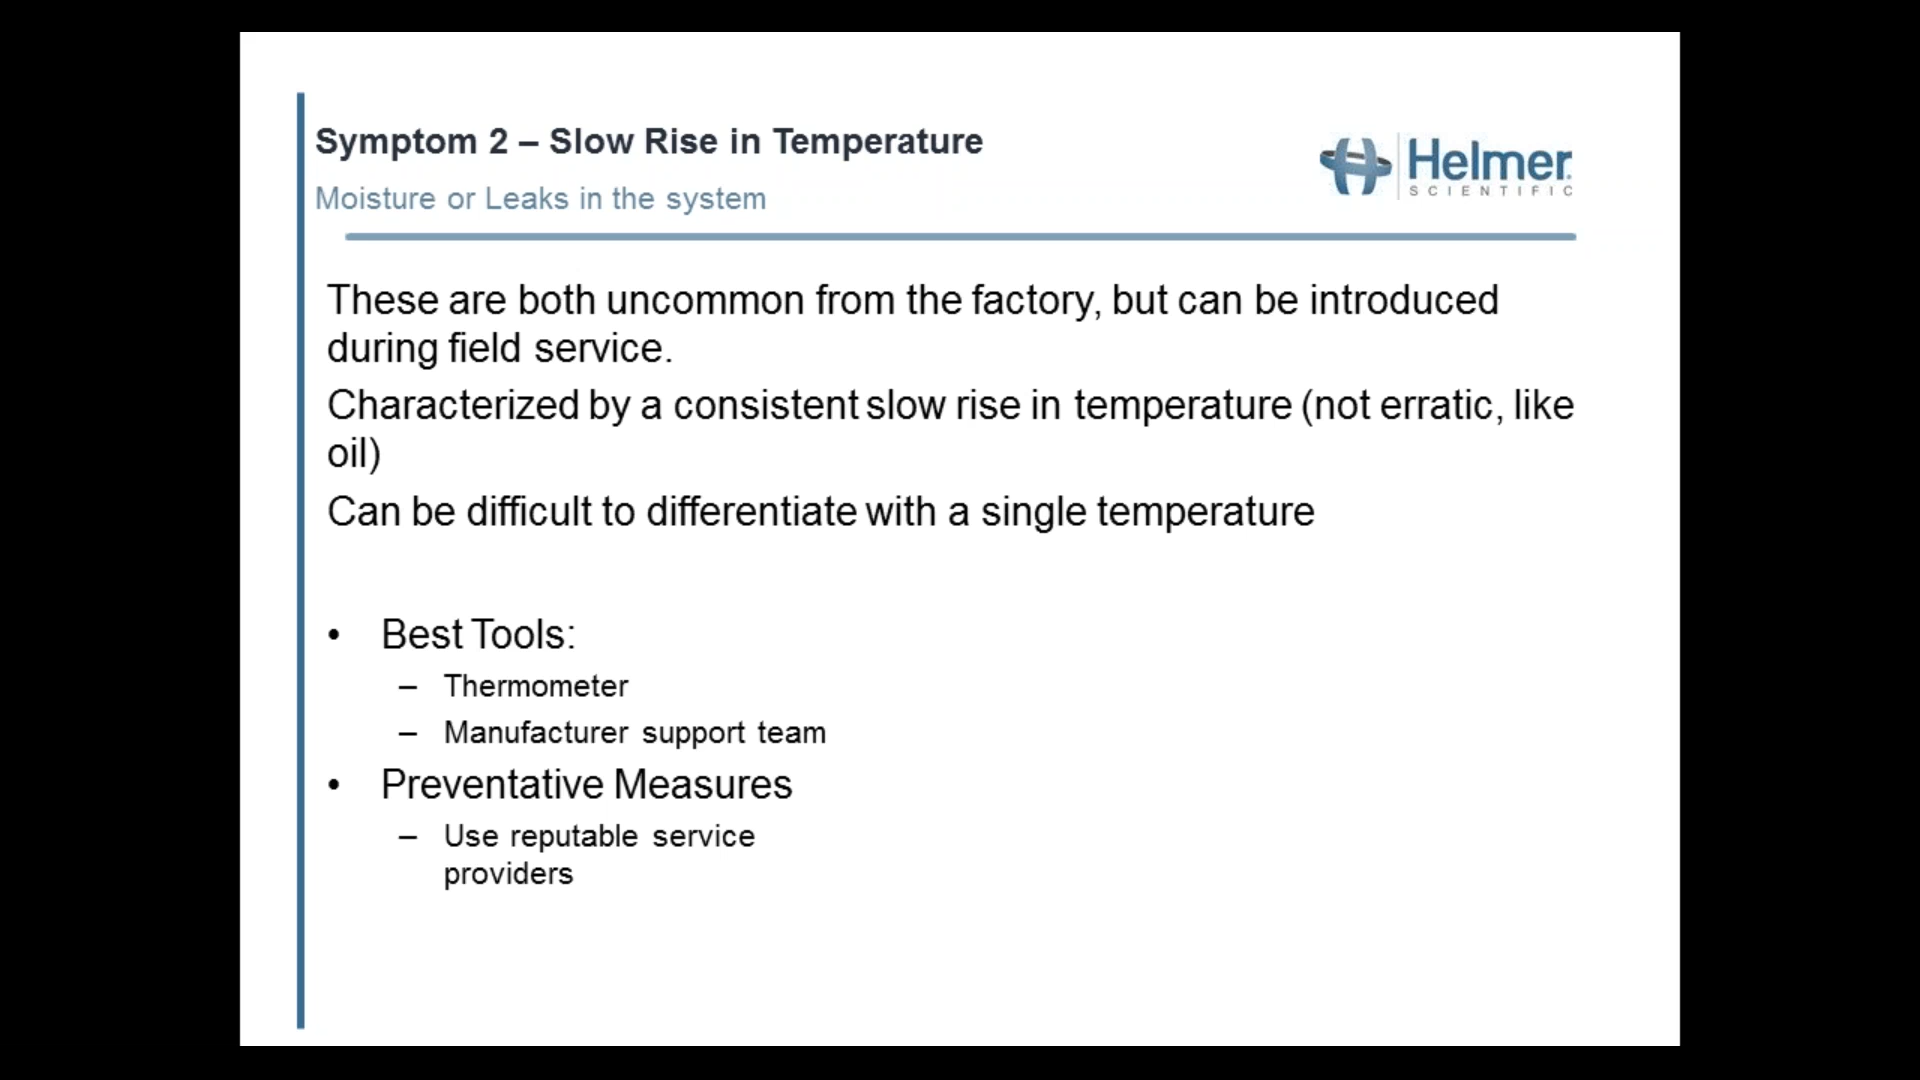 Symptom 2 – Slow Rise in Temperature
Moisture or Leaks in the system
Helmer
SCIENTIFIC
These are both uncommon from the factory, but can be introduced
during field service.
Characterized by a consistent slow rise in temperature (not erratic, like
oil)
Can be difficult to differentiate with a single temperature
• Best Tools:
– Thermometer
– Manufacturer support team
• Preventative Measures
– Use reputable service
providers